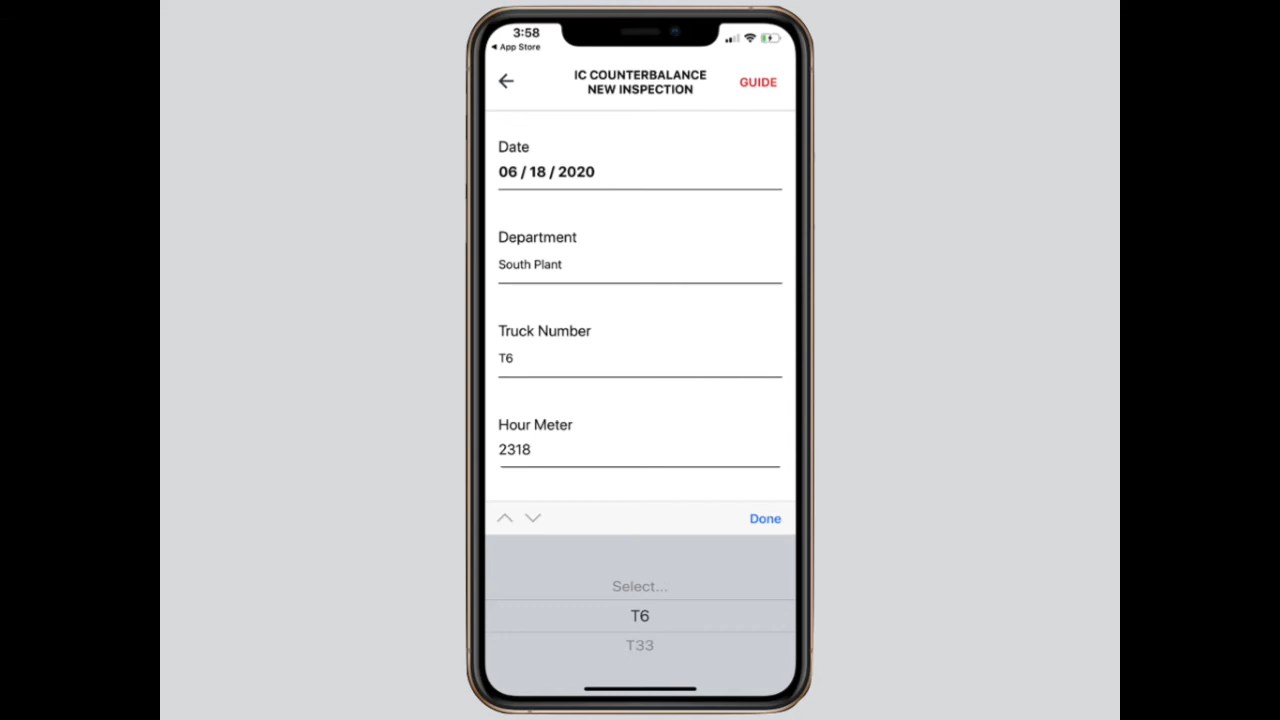 3:58
◀ App Store
IC COUNTERBALANCE
NEW INSPECTION
GUIDE
Date
06 / 18 / 2020
Department
South Plant
Truck Number
T6
Hour Meter
2318
Done
Select...
T6
T33